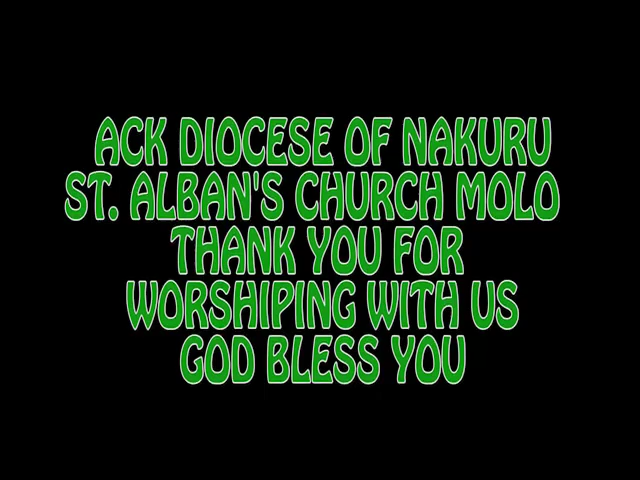 ACK DIOCESE OF NAKURU
ST. ALBAN'S CHURCH MOLO
THANK YOU FOR
WORSHIPING WITH US
GOD BLESS YOU